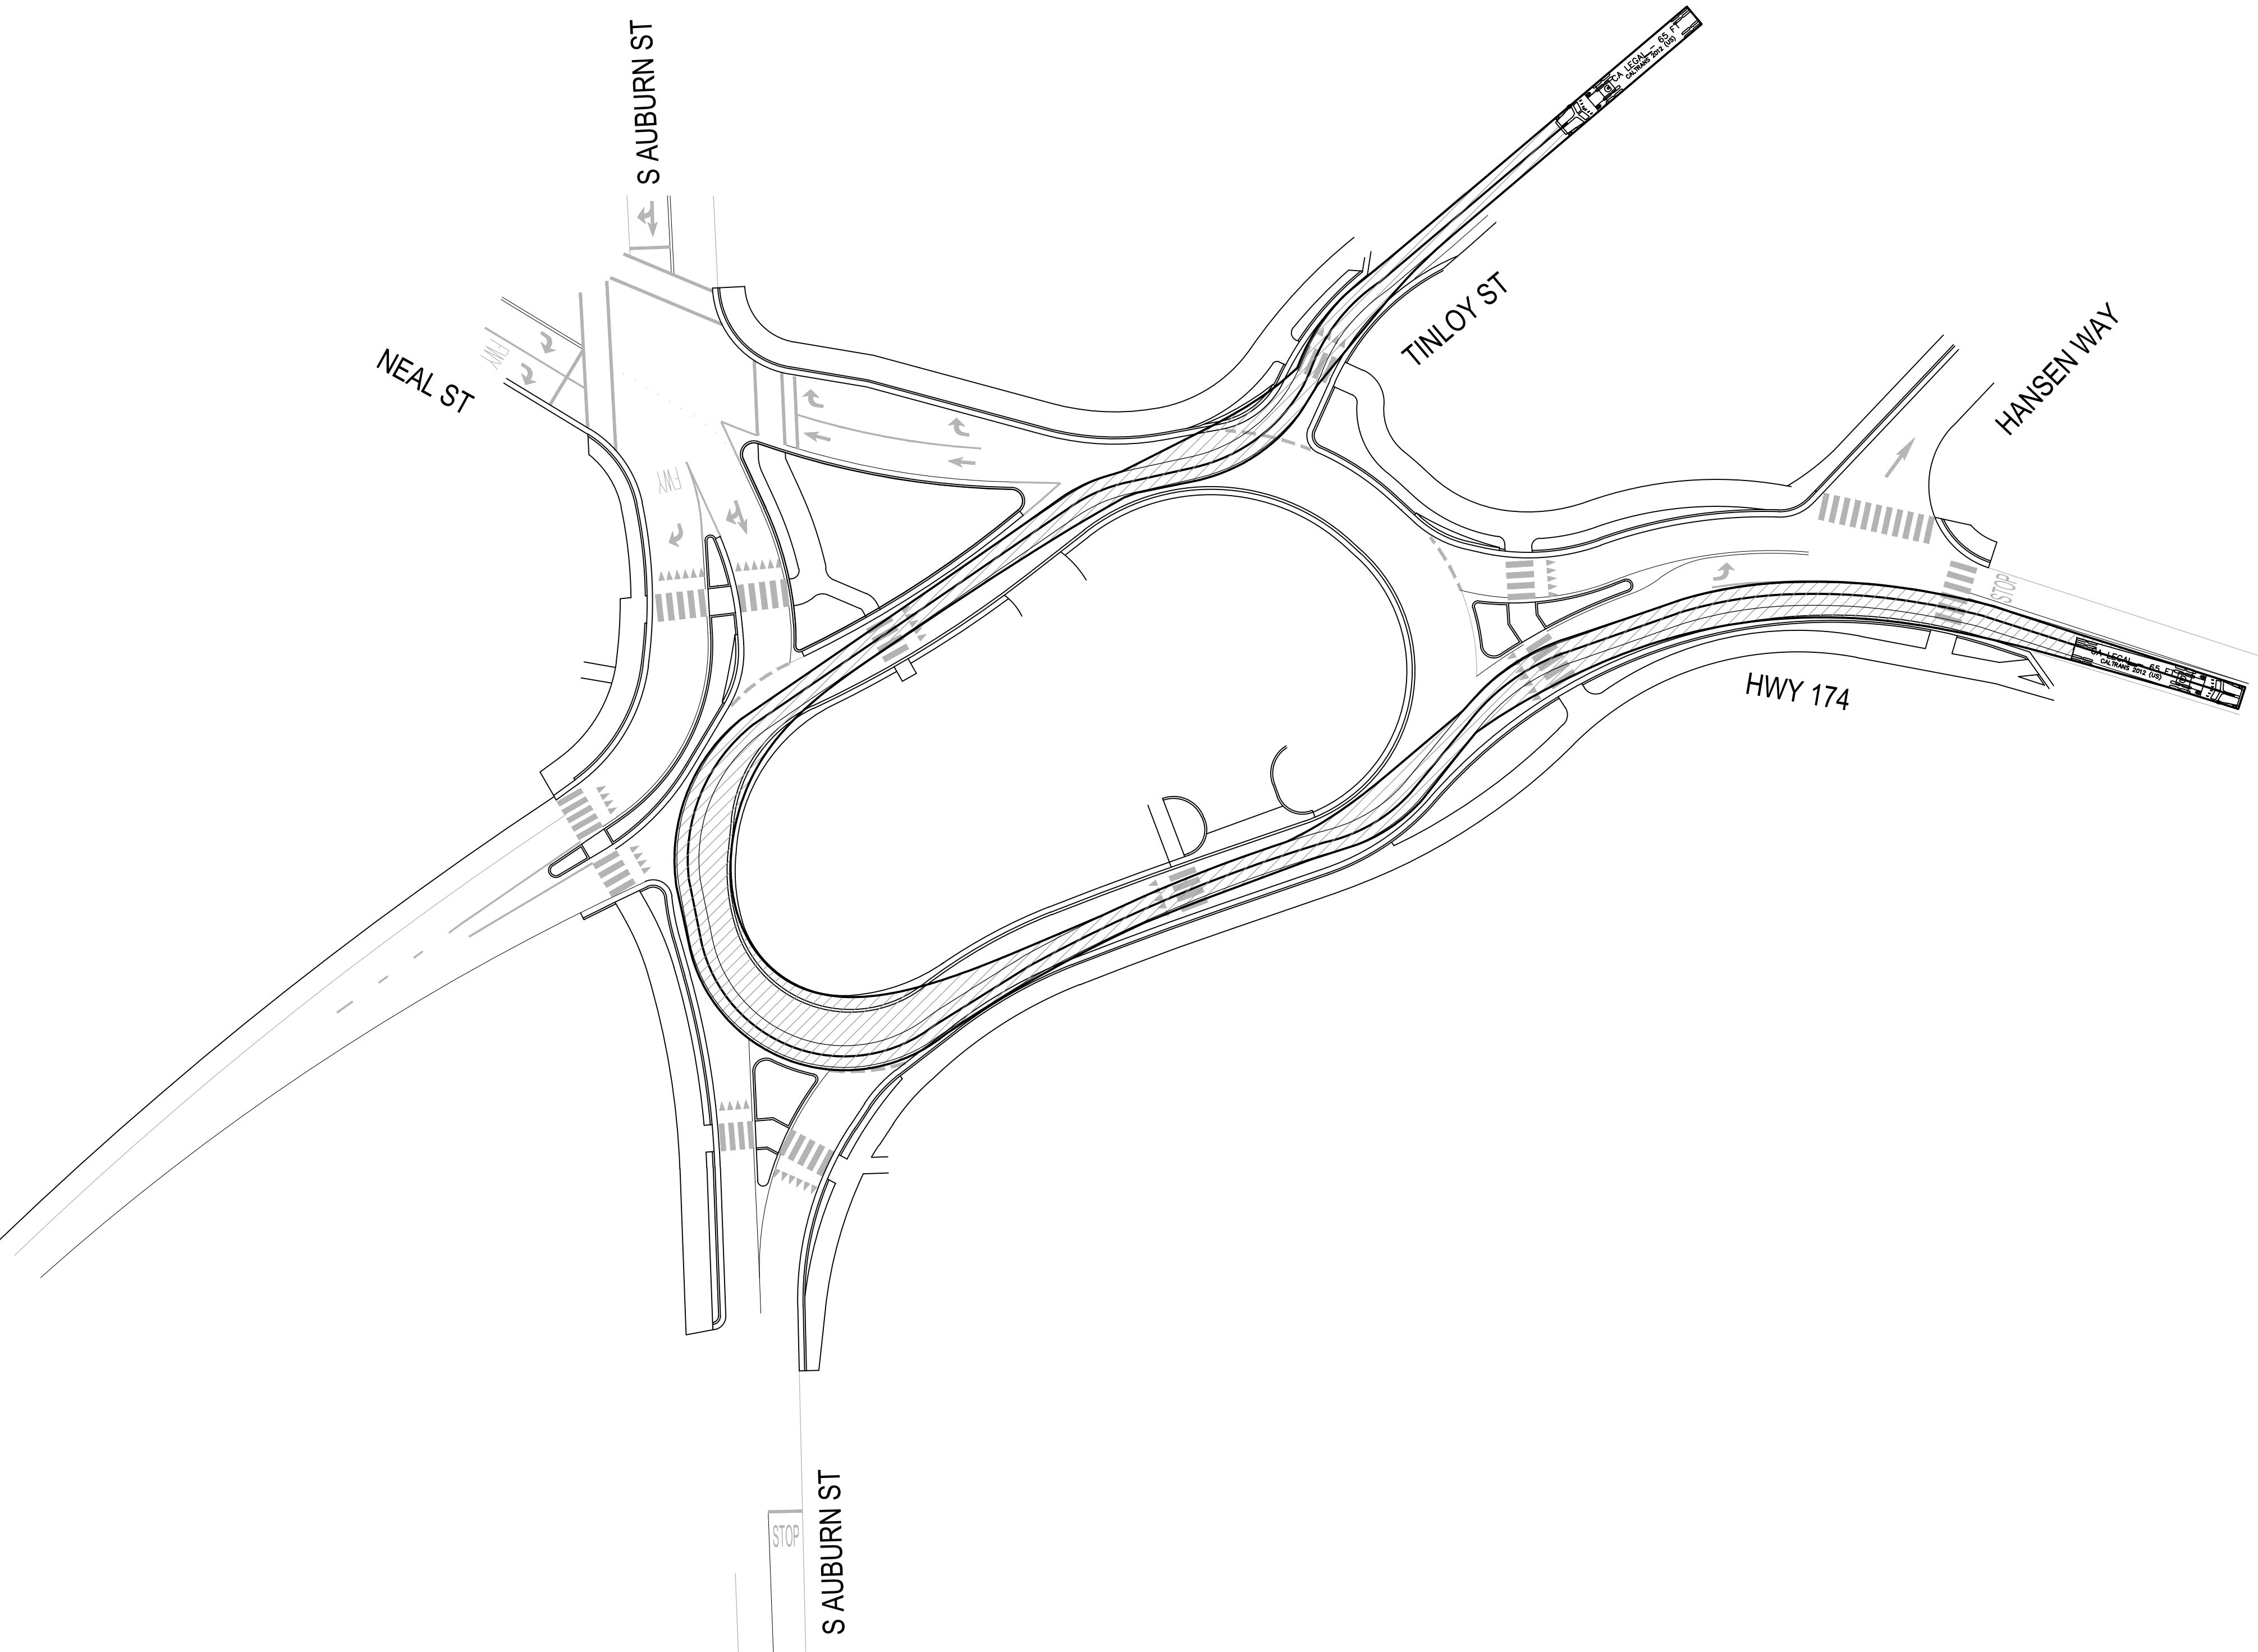 S AUBURN ST
CA LEGAL - 65 FT
CALTRANS 2012 (US)
TINLOY ST
HANSEN WAY
NEAL ST
FWY
FWY
STOP
CA LEGAL - 65 FT
CALTRANS 2012 (US)
HWY 174
S AUBURN ST
STOP